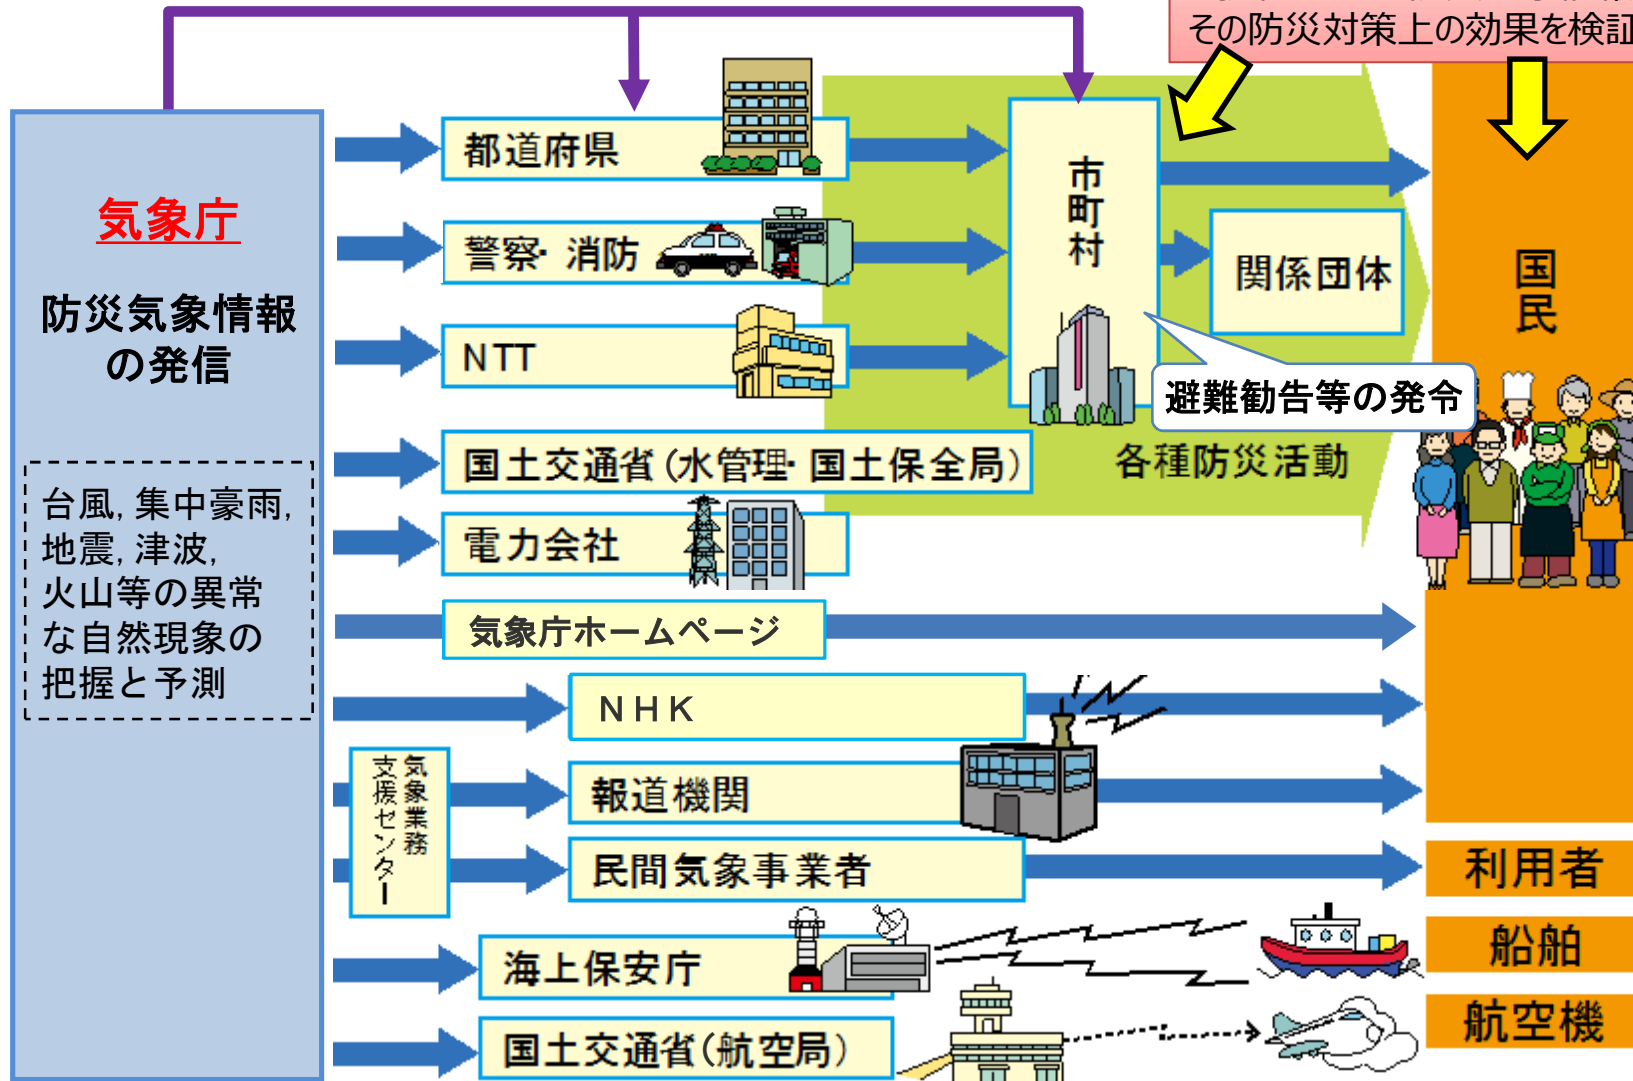 その防災対策上の効果を検証
気象庁
防災気象情報
の発信
台風, 集中豪雨,
地震, 津波,
火山等の異常
な自然現象の
把握と予測
都道府県
警察・消防
NTT
国土交通省(水管理・国土保全局)
電力会社
気象庁ホームページ
NHK
気象業務
支援センター
報道機関
民間気象事業者
海上保安庁
国土交通省(航空局)
市町村
関係団体
避難勧告等の発令
各種防災活動
国民
利用者
船舶
航空機